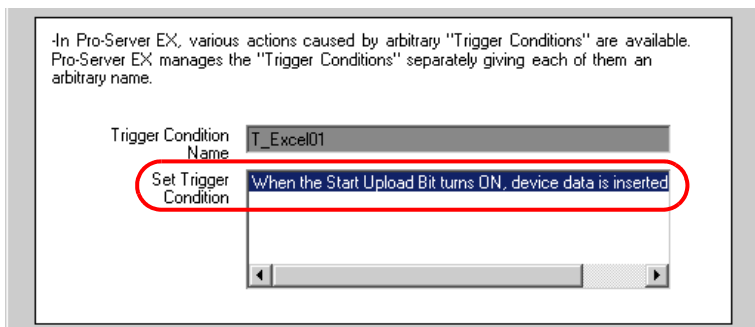 -In Pro-Server EX, various actions caused by arbitrary "Trigger Conditions" are available.
Pro-Server EX manages the "Trigger Conditions" separately giving each of them an
arbitrary name.
Trigger Condition
Name
T_Excel01
Set Trigger
Condition
When the Start Upload Bit turns ON, device data is inserted